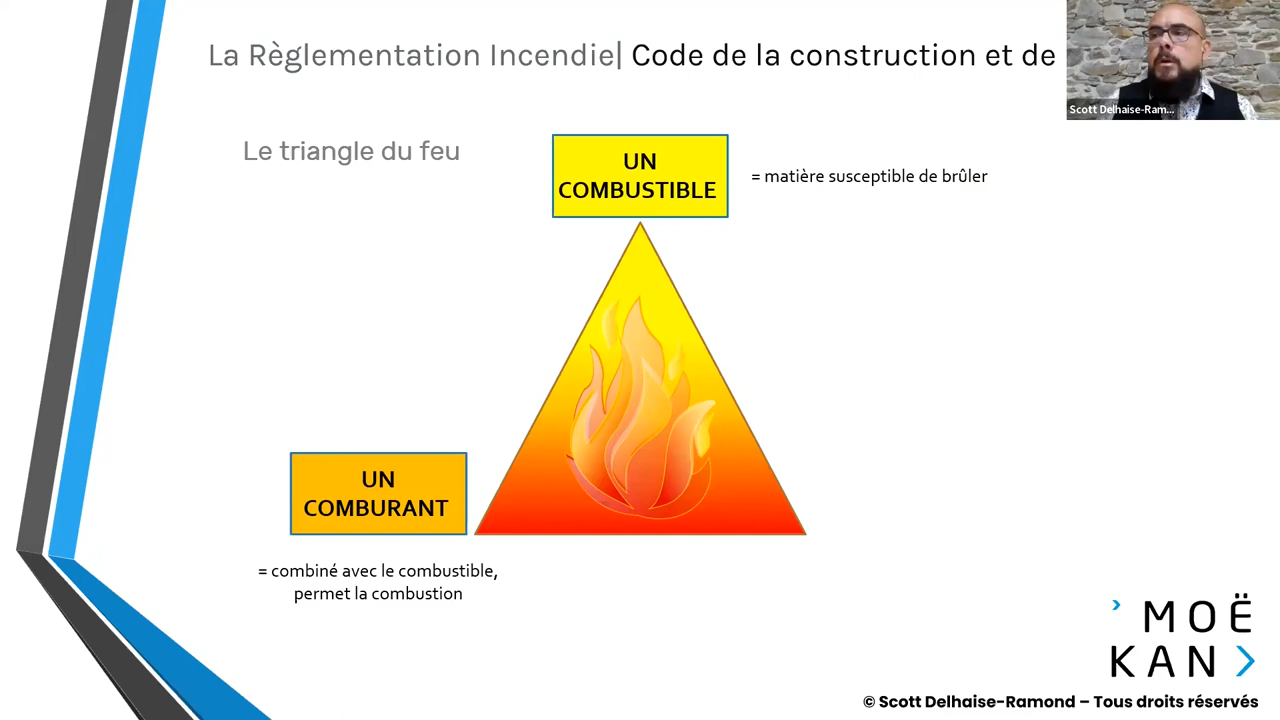 La Règlementation Incendie| Code de la construction et de
Scott Delhaise-Ram...
Le triangle du feu
UN
COMBUSTIBLE
= matière susceptible de brûler
UN
COMBURANT
= combiné avec le combustible,
permet la combustion
MOË
KAN
© Scott Delhaise-Ramond – Tous droits réservés